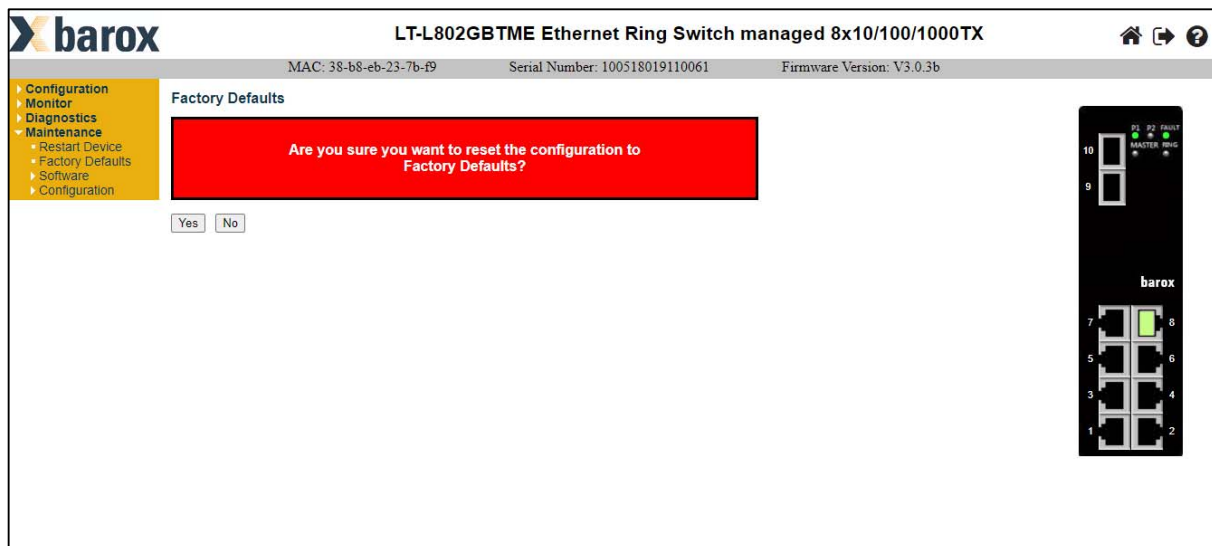 barox
LT-L802GBTME Ethernet Ring Switch managed 8x10/100/1000TX
MAC: 38-b8-eb-23-7b-f9 Serial Number: 100518019110061 Firmware Version: V3.0.3b
Configuration
Monitor
Diagnostics
Maintenance
Restart Device
Factory Defaults
Software
Configuration
Factory Defaults
Are you sure you want to reset the configuration to
Factory Defaults?
Yes No
P1 P2 FAULT
MASTER RING
10
9
barox
7 8
5 6
3 4
1 2